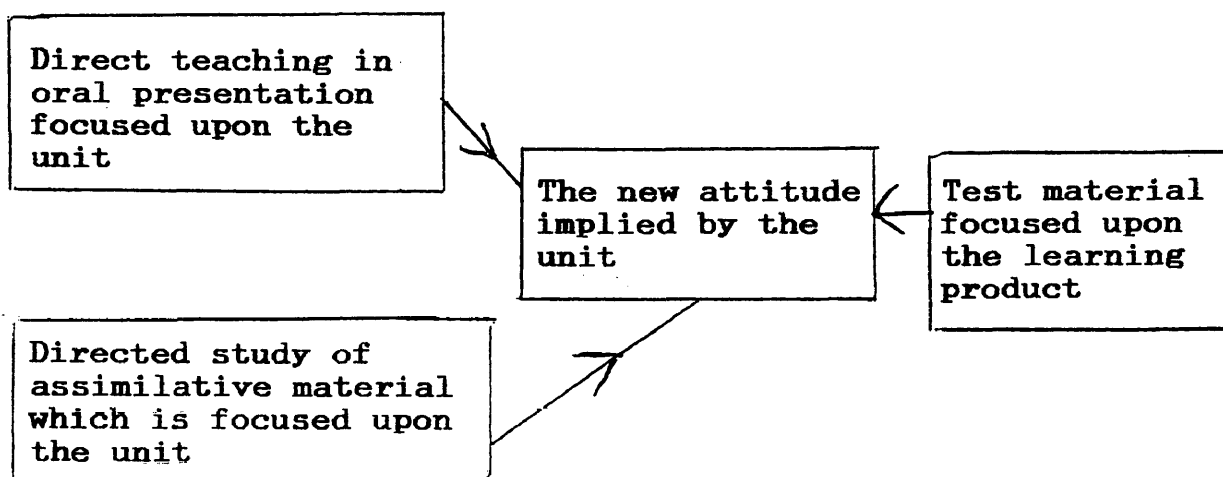 Direct teaching in
oral presentation
focused upon the
unit
The new attitude
implied by the
unit
Test material
focused upon
the learning
product
Directed study of
assimilative material
which is focused upon
the unit